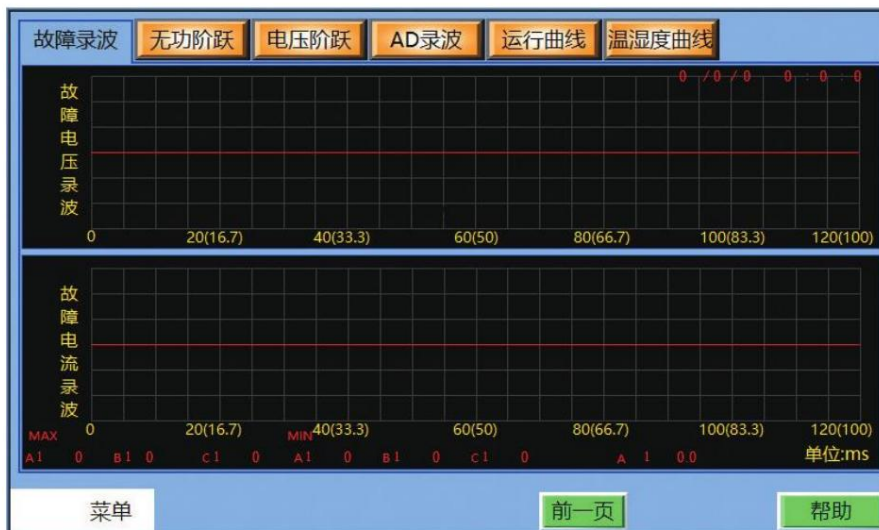 故障录波 无功阶跃 电压阶跃 AD录波 运行曲线 温湿度曲线
0 /0/0 0:0:0
故障电压录波
0 20(16.7) 40(33.3) 60(50) 80(66.7) 100(83.3) 120(100)
故障电流录波
0 20(16.7) 40(33.3) 60(50) 80(66.7) 100(83.3) 120(100)
MAX MIN
A1 0 B1 0 C1 0 A1 0 B1 0 C1 0 A 1 0.0 单位:ms
菜单 前一页 帮助